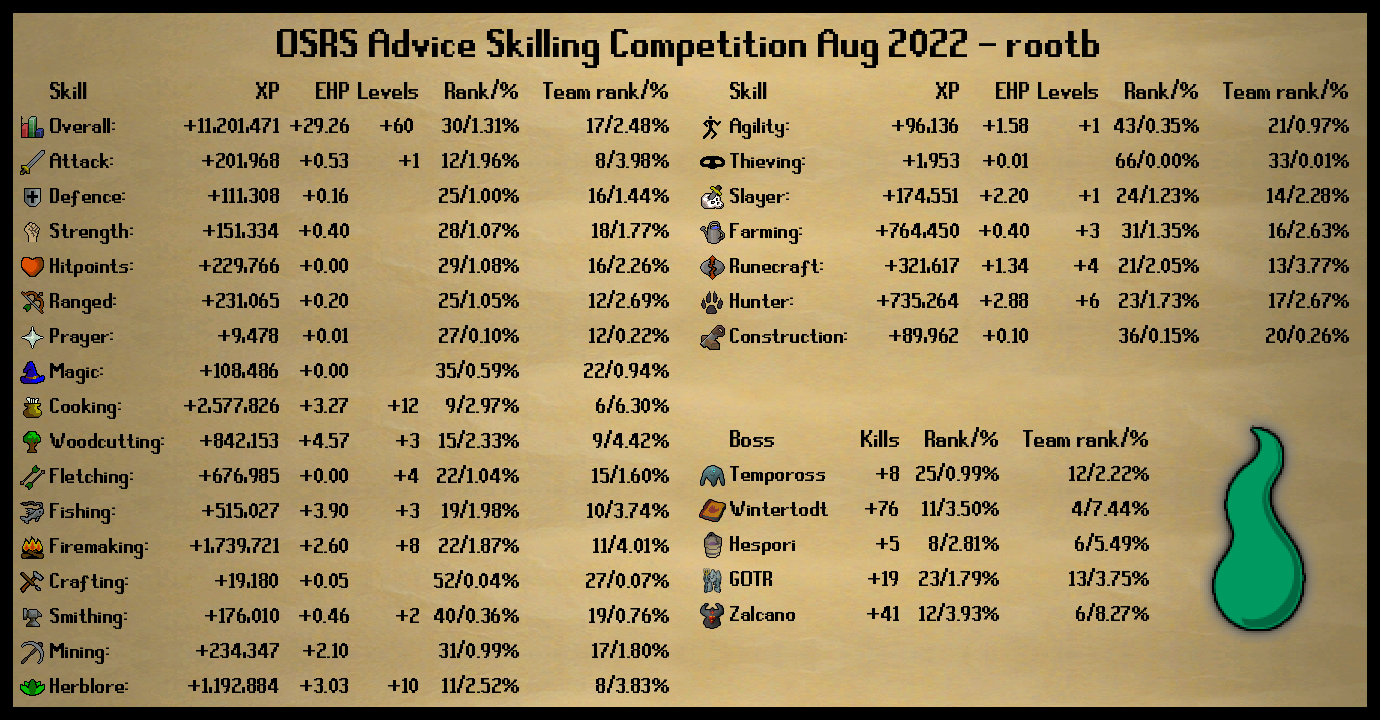 OSRS Advice Skilling Competition Aug 2022 - rootb
Skill XP EHP Levels Rank/% Team rank/%
Overall: +11,201,471 +29.26 +60 30/1.31% 17/2.48%
Attack: +201,968 +0.53 +1 12/1.96% 8/3.98%
Defence: +111,308 +0.16 25/1.00% 16/1.44%
Strength: +151,334 +0.40 28/1.07% 18/1.77%
Hitpoints: +229,766 +0.00 29/1.08% 16/2.26%
Ranged: +231,065 +0.20 25/1.05% 12/2.69%
Prayer: +9,478 +0.01 27/0.10% 12/0.22%
Magic: +108,486 +0.00 35/0.59% 22/0.94%
Cooking: +2,577,826 +3.27 +12 9/2.97% 6/6.30%
Woodcutting: +842,153 +4.57 +3 15/2.33% 9/4.42%
Fletching: +676,985 +0.00 +4 22/1.04% 15/1.60%
Fishing: +515,027 +3.90 +3 19/1.98% 10/3.74%
Firemaking: +1,739,721 +2.60 +8 22/1.87% 11/4.01%
Crafting: +19,180 +0.05 52/0.04% 27/0.07%
Smithing: +176,010 +0.46 +2 40/0.36% 19/0.76%
Mining: +234,347 +2.10 31/0.99% 17/1.80%
Herblore: +1,192,884 +3.03 +10 11/2.52% 8/3.83%
Skill XP EHP Levels Rank/% Team rank/%
Agility: +96,136 +1.58 +1 43/0.35% 21/0.97%
Thieving: +1,953 +0.01 66/0.00% 33/0.01%
Slayer: +174,551 +2.20 +1 24/1.23% 14/2.28%
Farming: +764,450 +0.40 +3 31/1.35% 16/2.63%
Runecraft: +321,617 +1.34 +4 21/2.05% 13/3.77%
Hunter: +735,264 +2.88 +6 23/1.73% 17/2.67%
Construction: +89,962 +0.10 36/0.15% 20/0.26%
Boss Kills Rank/% Team rank/%
Tempoross +8 25/0.99% 12/2.22%
Wintertodt +76 11/3.50% 4/7.44%
Hespori +5 8/2.81% 6/5.49%
GOTR +19 23/1.79% 13/3.75%
Zalcano +41 12/3.93% 6/8.27%